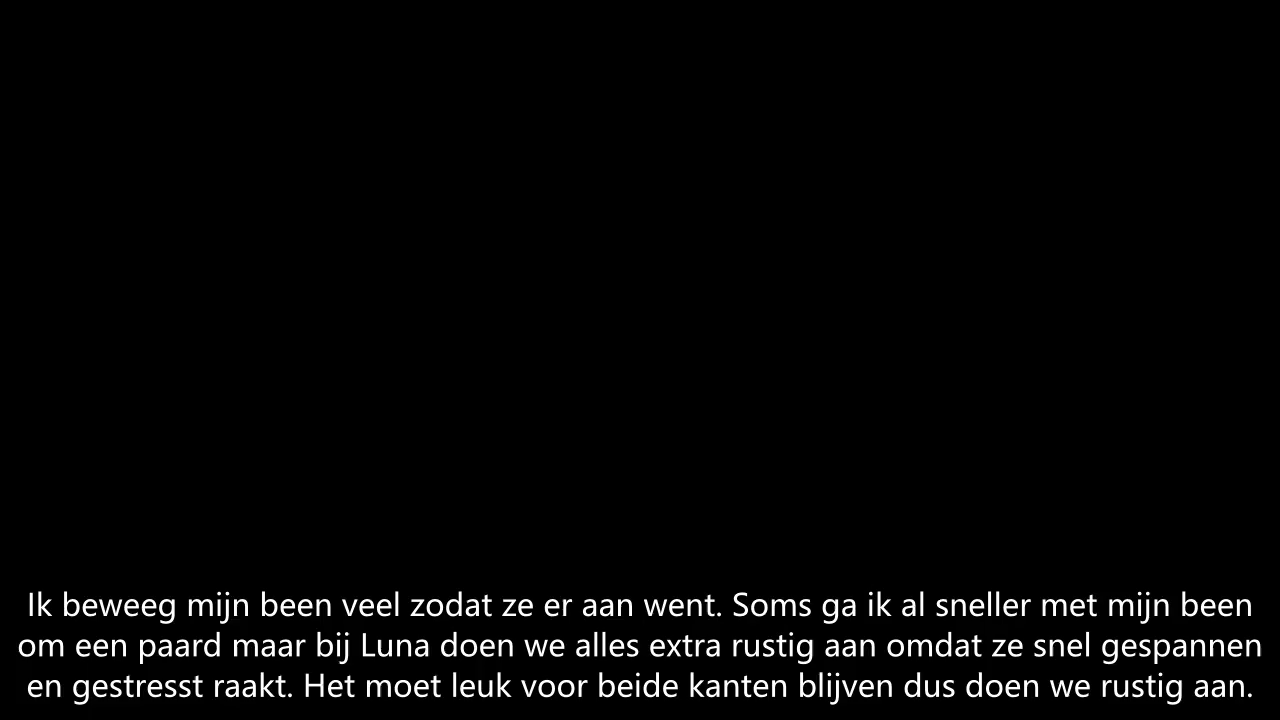 Ik beweeg mijn been veel zodat ze er aan went. Soms ga ik al sneller met mijn been
om een paard maar bij Luna doen we alles extra rustig aan omdat ze snel gespannen
en gestresst raakt. Het moet leuk voor beide kanten blijven dus doen we rustig aan.